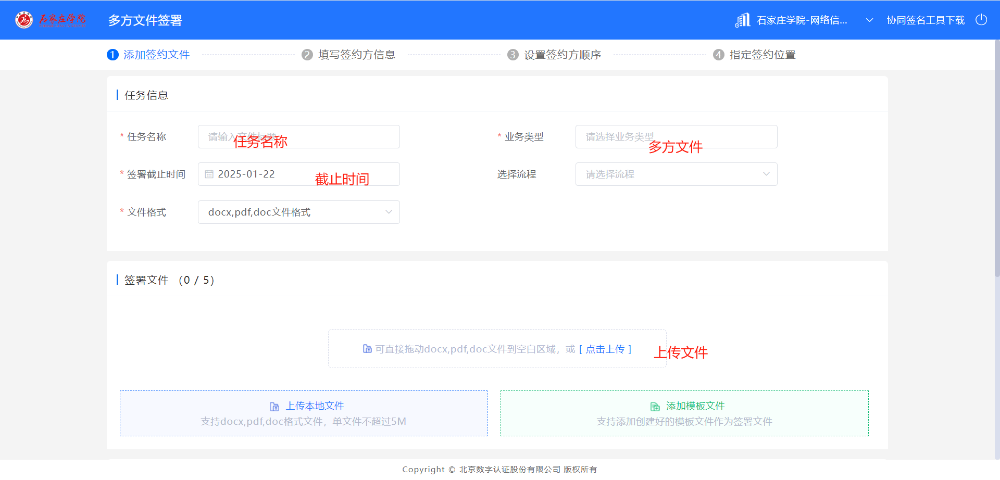 石家庄学院
多方文件签署
石家庄学院-网络信...
协同签名工具下载
1 添加签约文件
2 填写签约方信息
3 设置签约方顺序
4 指定签约位置
任务信息
* 任务名称
请输入文件标题
任务名称
* 业务类型
请选择业务类型
多方文件
* 签署截止时间
2025-01-22
截止时间
选择流程
请选择流程
* 文件格式
docx,pdf,doc文件格式
签署文件 （0 / 5）
可直接拖动docx,pdf,doc文件到空白区域，或 [ 点击上传 ]
上传文件
上传本地文件
支持docx,pdf,doc格式文件，单文件不超过5M
添加模板文件
支持添加创建好的模板文件作为签署文件
Copyright © 北京数字认证股份有限公司 版权所有